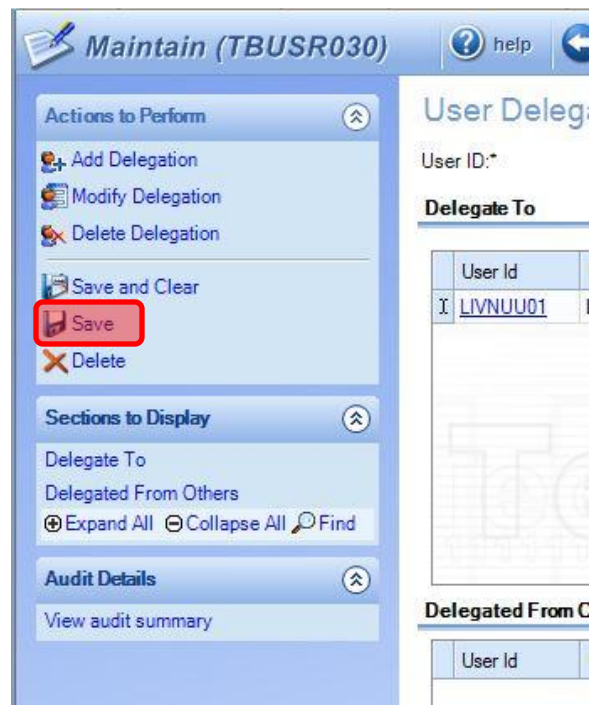 Maintain (TBUSR030)
help
Actions to Perform
Add Delegation
Modify Delegation
Delete Delegation
Save and Clear
Save
Delete
Sections to Display
Delegate To
Delegated From Others
Expand All Collapse All Find
Audit Details
View audit summary
User Deleg
User ID:*
Delegate To
User Id
LIVNUU01
Delegated From
User Id